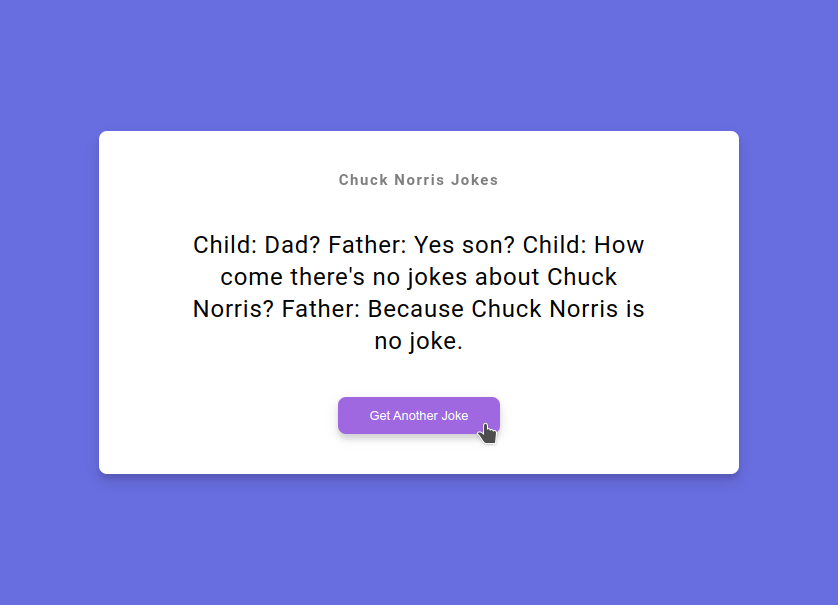 Chuck Norris Jokes
Child: Dad? Father: Yes son? Child: How
come there's no jokes about Chuck
Norris? Father: Because Chuck Norris is
no joke.
Get Another Joke